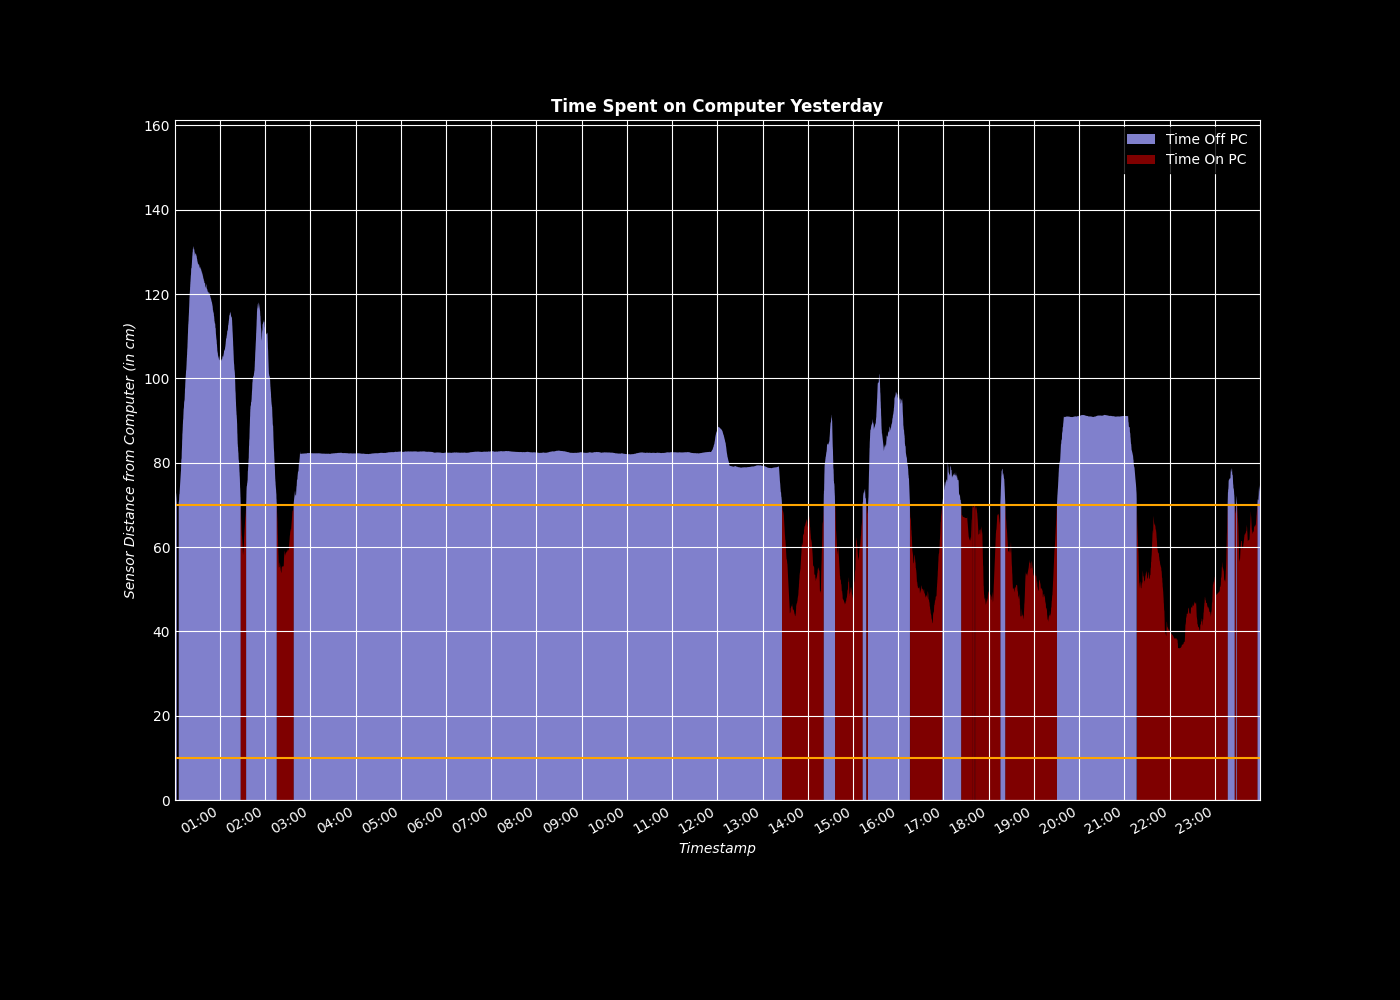 Time Spent on Computer Yesterday
Time Off PC
Time On PC
Sensor Distance from Computer (in cm)
160
140
120
100
80
60
40
20
0
01:00 02:00 03:00 04:00 05:00 06:00 07:00 08:00 09:00 10:00 11:00 12:00 13:00 14:00 15:00 16:00 17:00 18:00 19:00 20:00 21:00 22:00 23:00
Timestamp